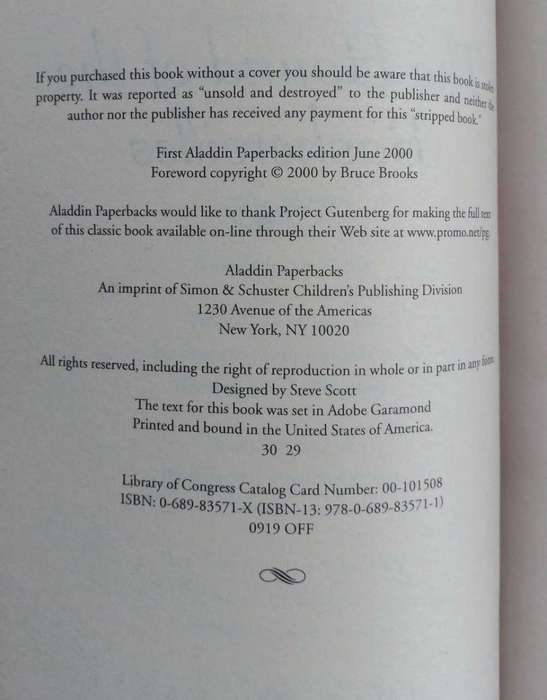 If you purchased this book without a cover you should be aware that this book is stolen
property. It was reported as “unsold and destroyed” to the publisher and neither the
author nor the publisher has received any payment for this “stripped book.”
First Aladdin Paperbacks edition June 2000
Foreword copyright © 2000 by Bruce Brooks
Aladdin Paperbacks would like to thank Project Gutenberg for making the full text
of this classic book available on-line through their Web site at www.promo.net/pg.
Aladdin Paperbacks
An imprint of Simon & Schuster Children’s Publishing Division
1230 Avenue of the Americas
New York, NY 10020
All rights reserved, including the right of reproduction in whole or in part in any form.
Designed by Steve Scott
The text for this book was set in Adobe Garamond
Printed and bound in the United States of America.
30 29
Library of Congress Catalog Card Number: 00-101508
ISBN: 0-689-83571-X (ISBN-13: 978-0-689-83571-1)
0919 OFF